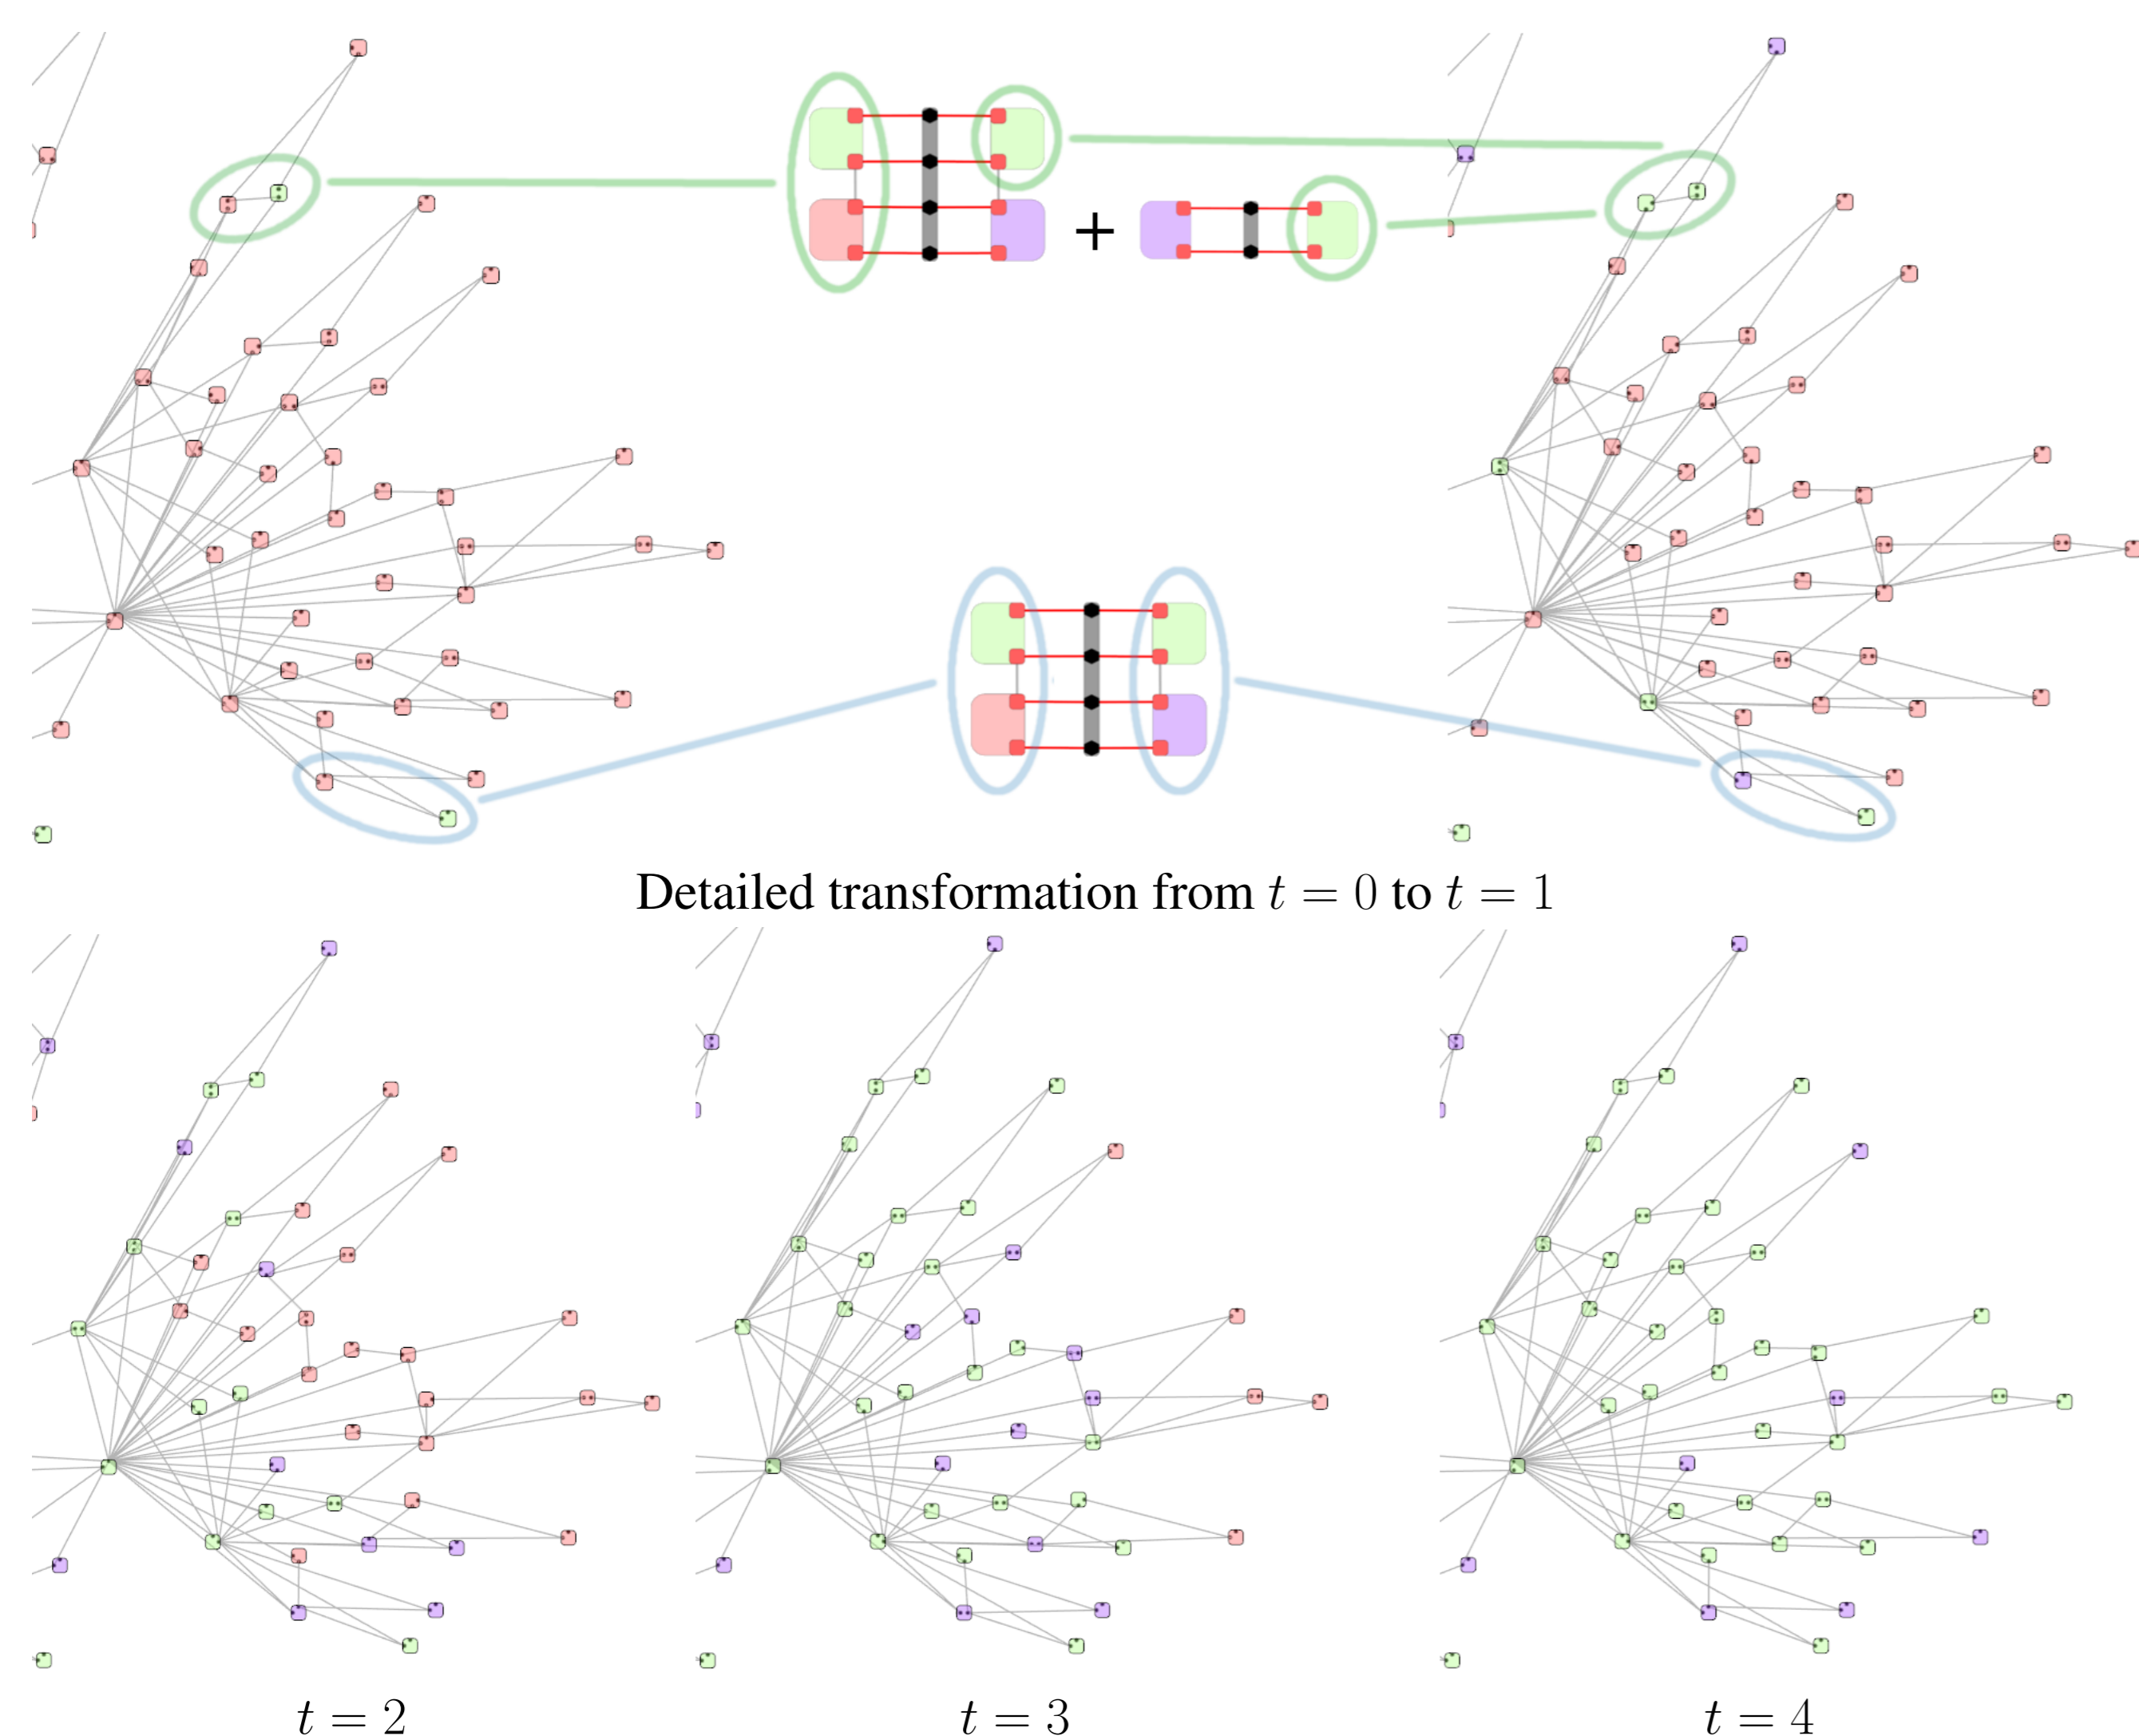 +
Detailed transformation from t = 0 to t = 1
t = 2
t = 3
t = 4